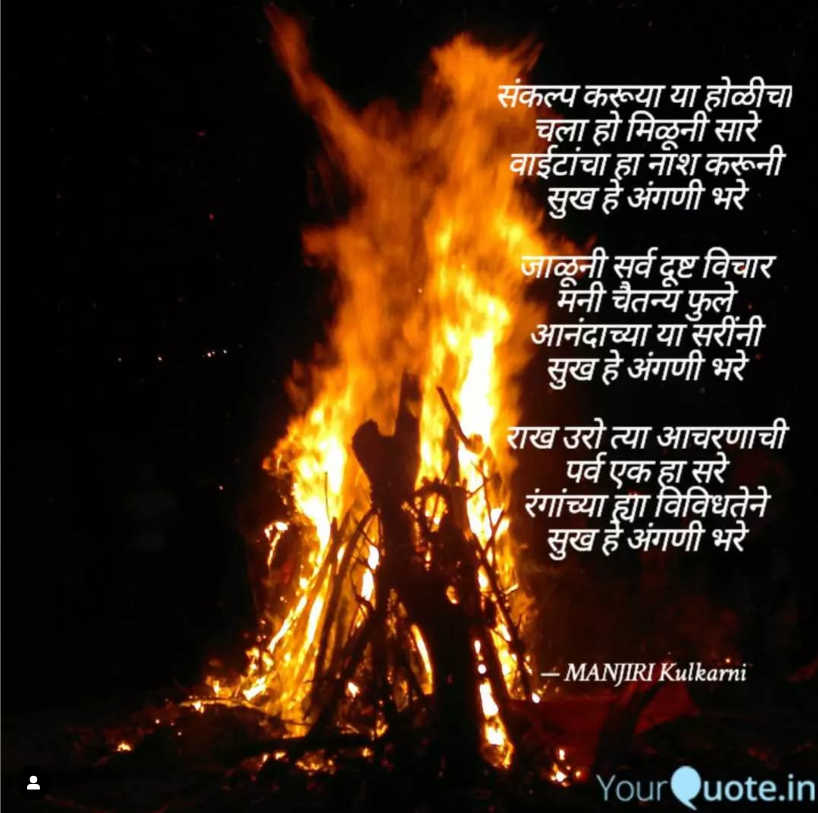 संकल्प करूया या होळीचा
चला हो मिळूनी सारे
वाईटांचा हा नाश करूनी
सुख हे अंगणी भरे
जाळूनी सर्व दूष्ट विचार
मनी चैतन्य फुले
आनंदाच्या या सरींनी
सुख हे अंगणी भरे
राख उरो त्या आचरणाची
पर्व एक हा सरे
रंगांच्या ह्या विविधतेने
सुख हे अंगणी भरे
— MANJIRI Kulkarni
YourQuote.in